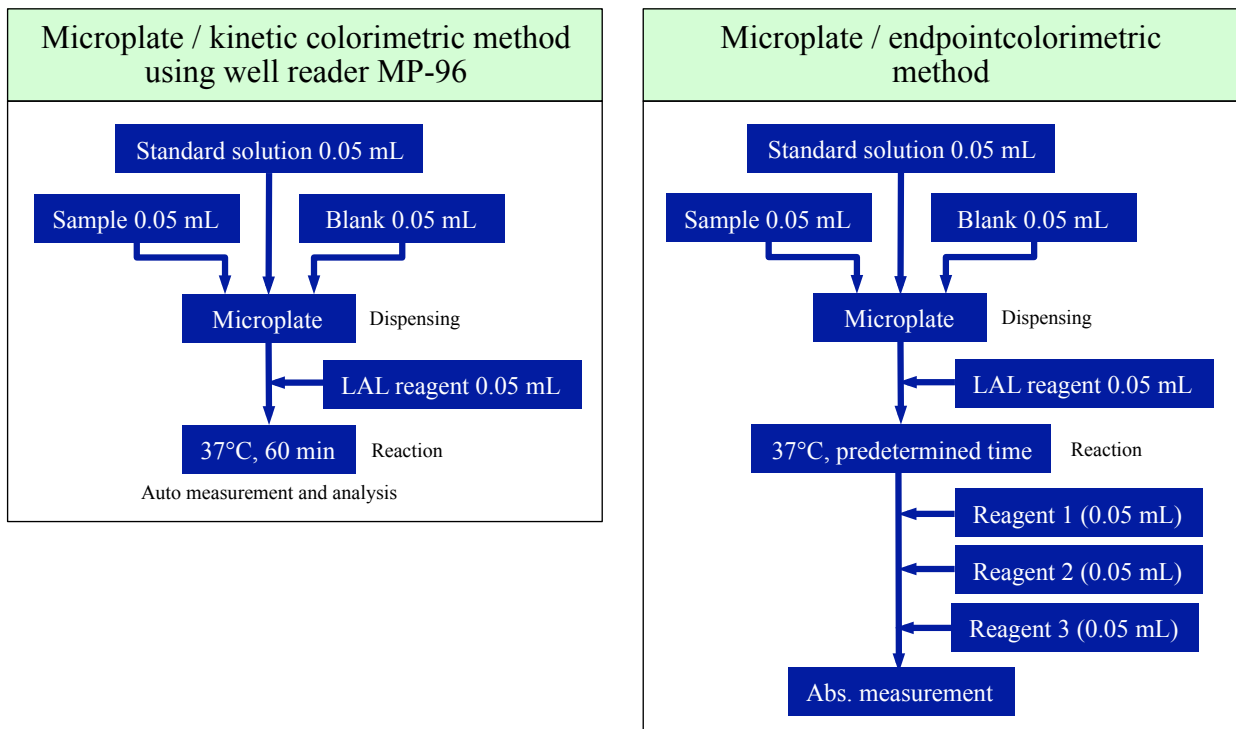 Microplate / kinetic colorimetric method
using well reader MP-96
Standard solution 0.05 mL
Sample 0.05 mL
Blank 0.05 mL
Microplate
Dispensing
LAL reagent 0.05 mL
37°C, 60 min
Reaction
Auto measurement and analysis
Microplate / endpointcolorimetric
method
Standard solution 0.05 mL
Sample 0.05 mL
Blank 0.05 mL
Microplate
Dispensing
LAL reagent 0.05 mL
37°C, predetermined time
Reaction
Reagent 1 (0.05 mL)
Reagent 2 (0.05 mL)
Reagent 3 (0.05 mL)
Abs. measurement